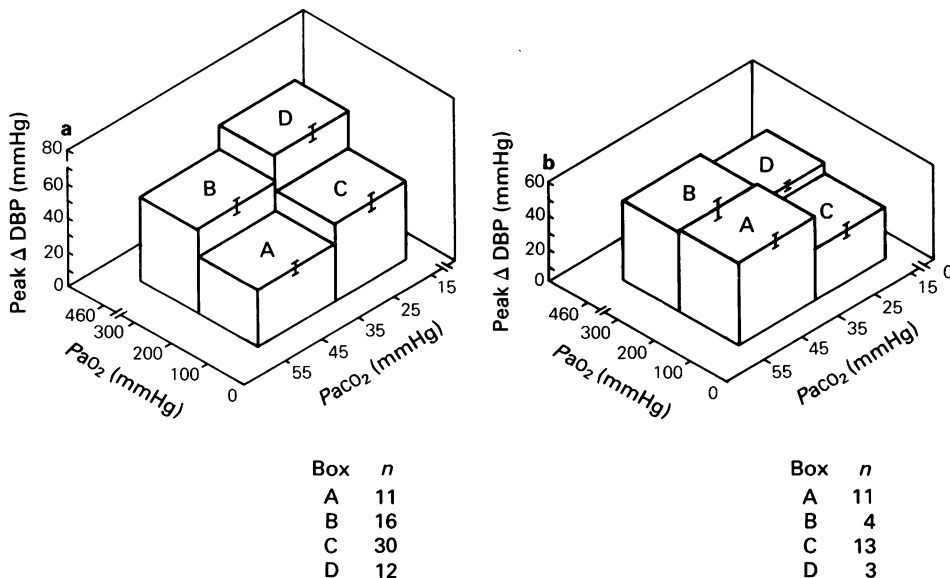 a
Peak Δ DBP (mmHg)
80
60
40
20
0
D
B
C
A
460
300
200
100
0
PaO₂ (mmHg)
55
45
35
25
15
PaCO₂ (mmHg)
Box n
A 11
B 16
C 30
D 12
b
Peak Δ DBP (mmHg)
60
40
20
0
D
B
A
C
460
300
200
100
0
PaO₂ (mmHg)
55
45
35
25
15
0
PaCO₂ (mmHg)
Box n
A 11
B 4
C 13
D 3